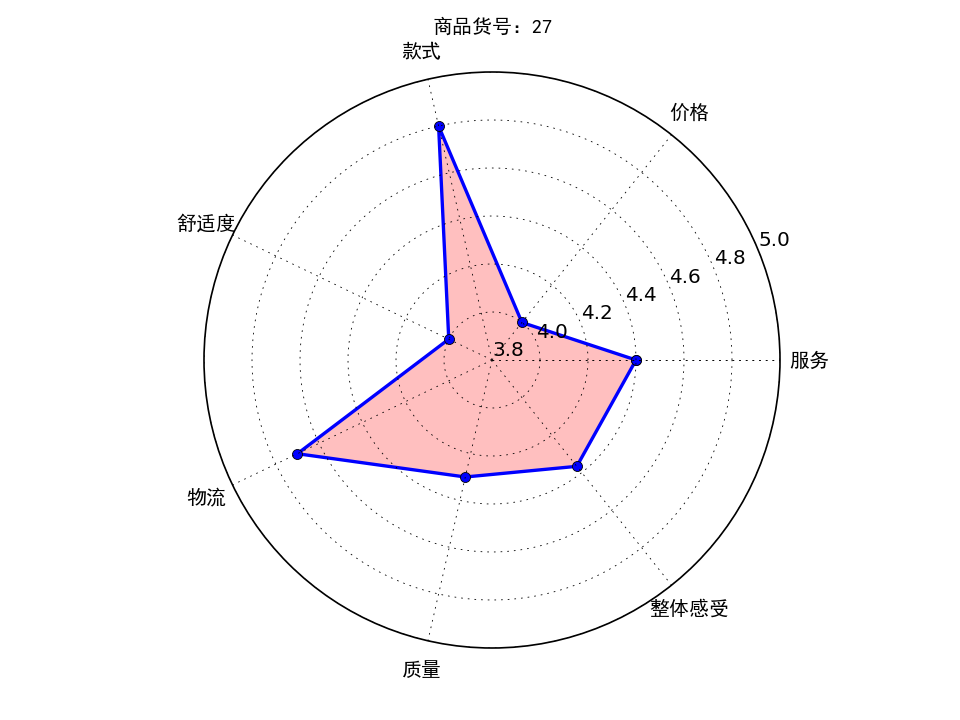 商品货号：27
款式
价格
舒适度
5.0
4.8
4.6
4.4
4.2
4.0
3.8
服务
物流
整体感受
质量